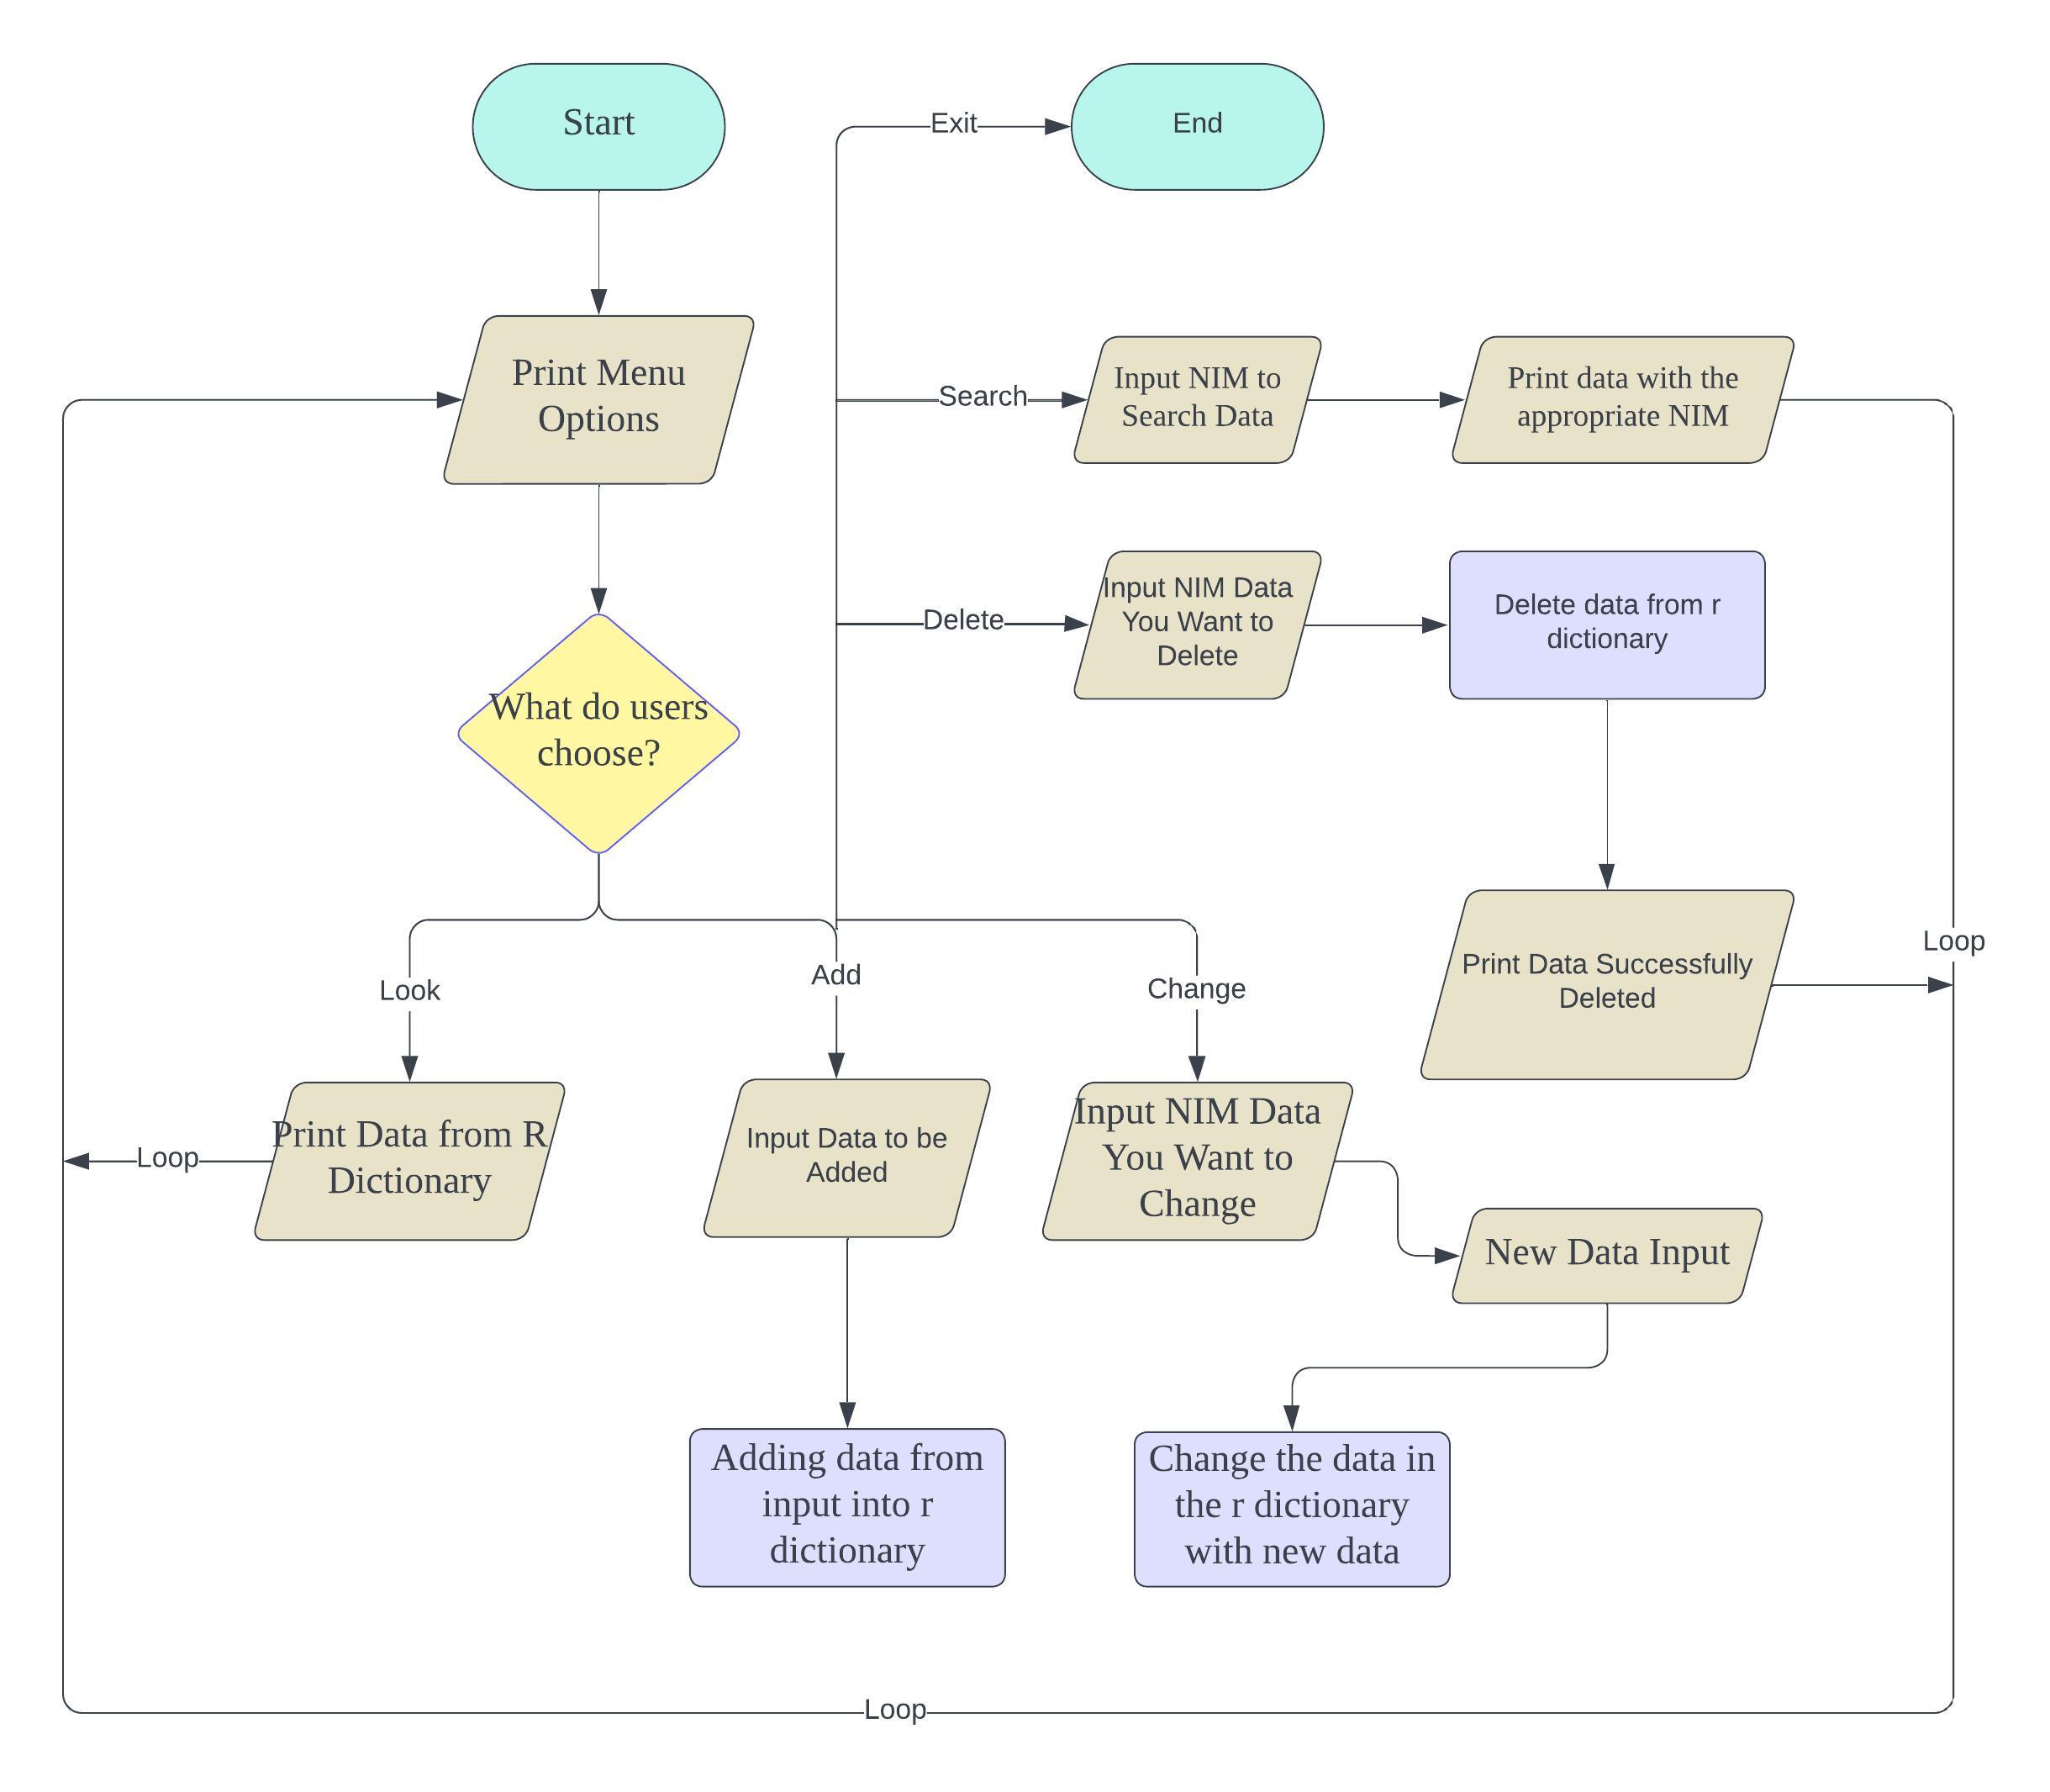 Start
Exit
End
Print Menu
Options
Search
Input NIM to
Search Data
Print data with the
appropriate NIM
Delete
Input NIM Data
You Want to
Delete
Delete data from r
dictionary
What do users
choose?
Look
Add
Change
Print Data Successfully
Deleted
Loop
Loop
Print Data from R
Dictionary
Input Data to be
Added
Input NIM Data
You Want to
Change
New Data Input
Adding data from
input into r
dictionary
Change the data in
the r dictionary
with new data
Loop